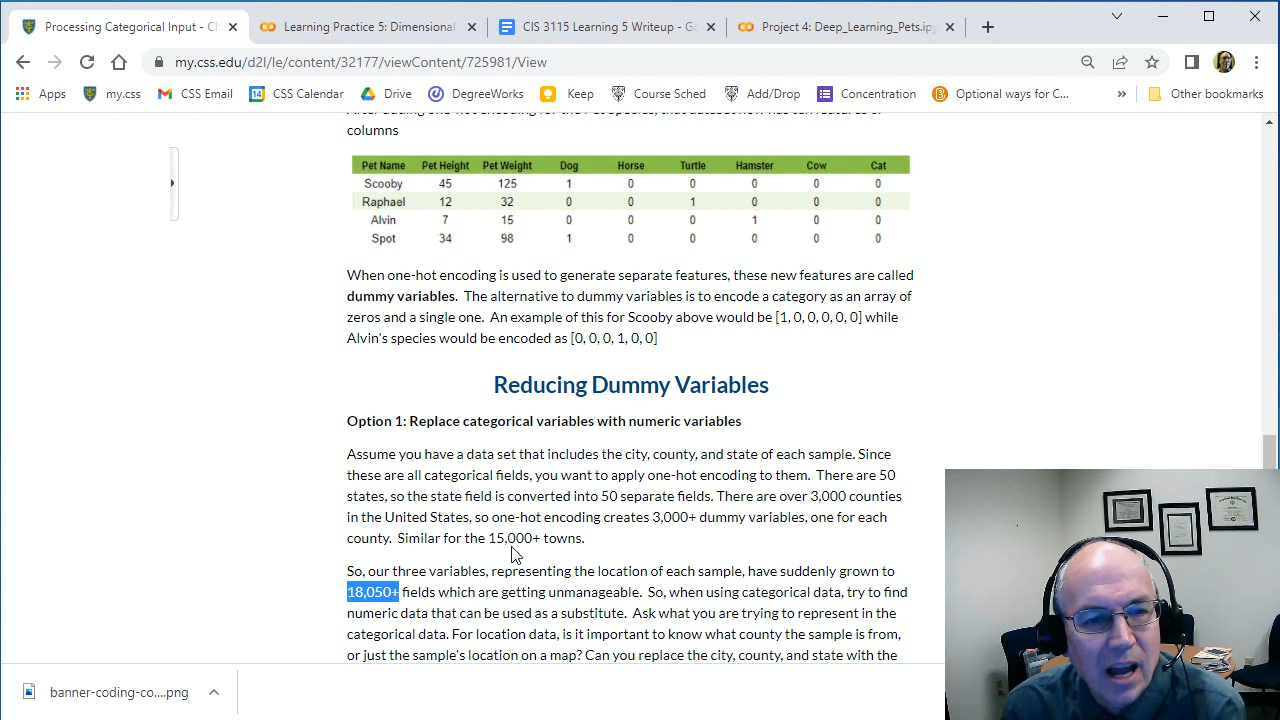 Processing Categorical Input - C
Learning Practice 5: Dimensional
CIS 3115 Learning 5 Writeup - Go
Project 4: Deep_Learning_Pets.ipy
my.css.edu/d2l/le/content/32177/viewContent/725981/View
Apps my.css CSS Email CSS Calendar Drive DegreeWorks Keep Course Sched Add/Drop Concentration Optional ways for C... » Other bookmarks
columns
Pet Name Pet Height Pet Weight Dog Horse Turtle Hamster Cow Cat
Scooby 45 125 1 0 0 0 0 0
Raphael 12 32 0 0 1 0 0 0
Alvin 7 15 0 0 0 1 0 0
Spot 34 98 1 0 0 0 0 0
When one-hot encoding is used to generate separate features, these new features are called
dummy variables. The alternative to dummy variables is to encode a category as an array of
zeros and a single one. An example of this for Scooby above would be [1, 0, 0, 0, 0, 0] while
Alvin's species would be encoded as [0, 0, 0, 1, 0, 0]
Reducing Dummy Variables
Option 1: Replace categorical variables with numeric variables
Assume you have a data set that includes the city, county, and state of each sample. Since
these are all categorical fields, you want to apply one-hot encoding to them. There are 50
states, so the state field is converted into 50 separate fields. There are over 3,000 counties
in the United States, so one-hot encoding creates 3,000+ dummy variables, one for each
county. Similar for the 15,000+ towns.
So, our three variables, representing the location of each sample, have suddenly grown to
18,050+ fields which are getting unmanageable. So, when using categorical data, try to find
numeric data that can be used as a substitute. Ask what you are trying to represent in the
categorical data. For location data, is it important to know what county the sample is from,
or just the sample's location on a map? Can you replace the city, county, and state with the
banner-coding-co....png